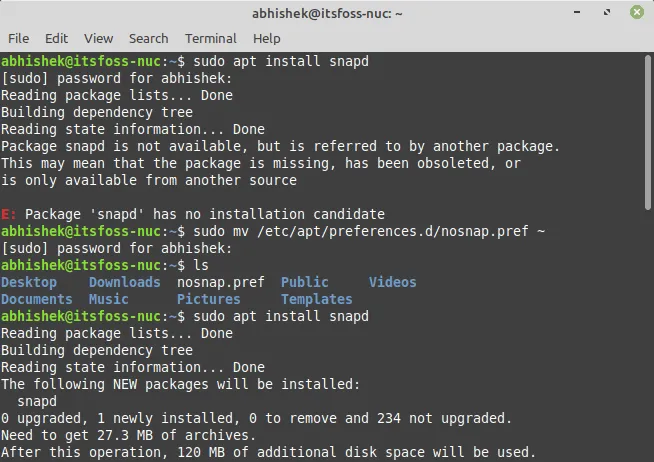 abhishek@itsfoss-nuc: ~
File Edit View Search Terminal Help
abhishek@itsfoss-nuc:~$ sudo apt install snapd
[sudo] password for abhishek:
Reading package lists... Done
Building dependency tree
Reading state information... Done
Package snapd is not available, but is referred to by another package.
This may mean that the package is missing, has been obsoleted, or
is only available from another source

E: Package 'snapd' has no installation candidate
abhishek@itsfoss-nuc:~$ sudo mv /etc/apt/preferences.d/nosnap.pref ~
[sudo] password for abhishek:
abhishek@itsfoss-nuc:~$ ls
Desktop Downloads nosnap.pref Public Videos
Documents Music Pictures Templates
abhishek@itsfoss-nuc:~$ sudo apt install snapd
Reading package lists... Done
Building dependency tree
Reading state information... Done
The following NEW packages will be installed:
snapd
0 upgraded, 1 newly installed, 0 to remove and 234 not upgraded.
Need to get 27.3 MB of archives.
After this operation, 120 MB of additional disk space will be used.